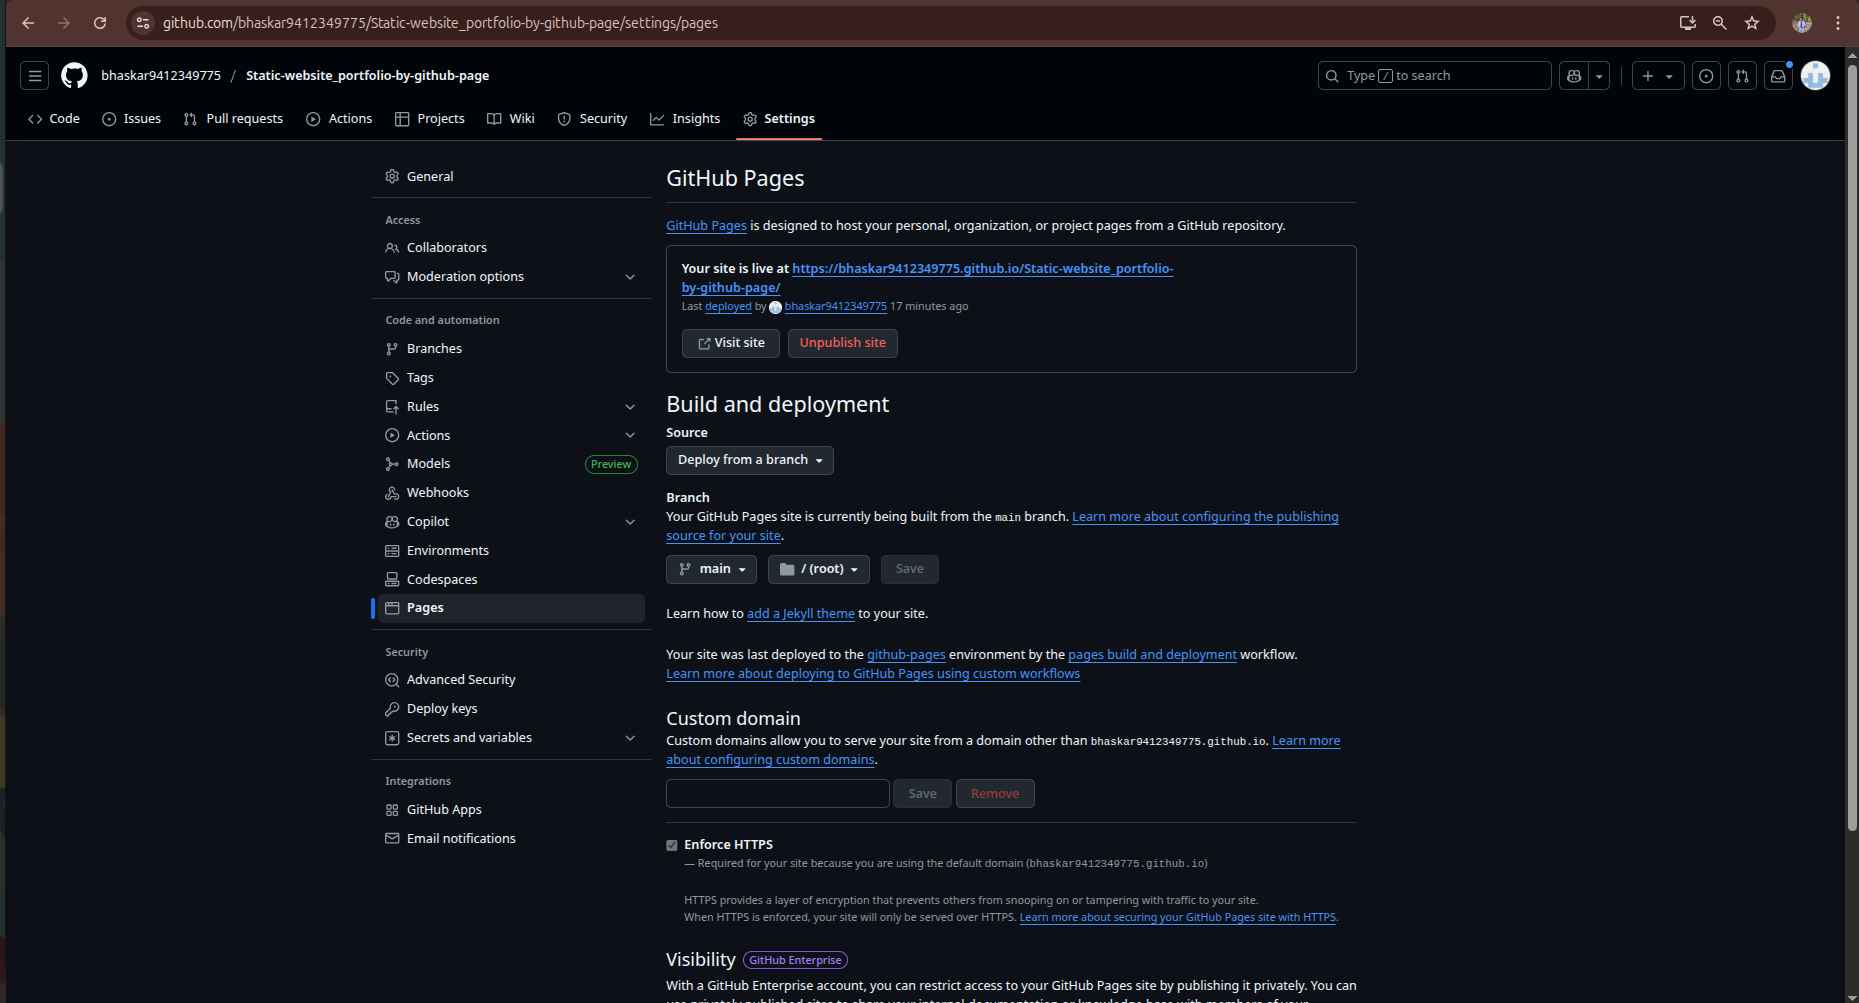 github.com/bhaskar9412349775/Static-website_portfolio-by-github-page/settings/pages
bhaskar9412349775 / Static-website_portfolio-by-github-page
Type / to search
Code Issues Pull requests Actions Projects Wiki Security Insights Settings
General
Access
Collaborators
Moderation options
Code and automation
Branches
Tags
Rules
Actions
Models Preview
Webhooks
Copilot
Environments
Codespaces
Pages
Security
Advanced Security
Deploy keys
Secrets and variables
Integrations
GitHub Apps
Email notifications
GitHub Pages
GitHub Pages is designed to host your personal, organization, or project pages from a GitHub repository.
Your site is live at https://bhaskar9412349775.github.io/Static-website_portfolio-
by-github-page/
Last deployed by bhaskar9412349775 17 minutes ago
Visit site Unpublish site
Build and deployment
Source
Deploy from a branch
Branch
Your GitHub Pages site is currently being built from the main branch. Learn more about configuring the publishing
source for your site.
main / (root) Save
Learn how to add a Jekyll theme to your site.
Your site was last deployed to the github-pages environment by the pages build and deployment workflow.
Learn more about deploying to GitHub Pages using custom workflows
Custom domain
Custom domains allow you to serve your site from a domain other than bhaskar9412349775.github.io. Learn more
about configuring custom domains.
Save Remove
Enforce HTTPS
— Required for your site because you are using the default domain (bhaskar9412349775.github.io)
HTTPS provides a layer of encryption that prevents others from snooping on or tampering with traffic to your site.
When HTTPS is enforced, your site will only be served over HTTPS. Learn more about securing your GitHub Pages site with HTTPS.
Visibility GitHub Enterprise
With a GitHub Enterprise account, you can restrict access to your GitHub Pages site by publishing it privately. You can